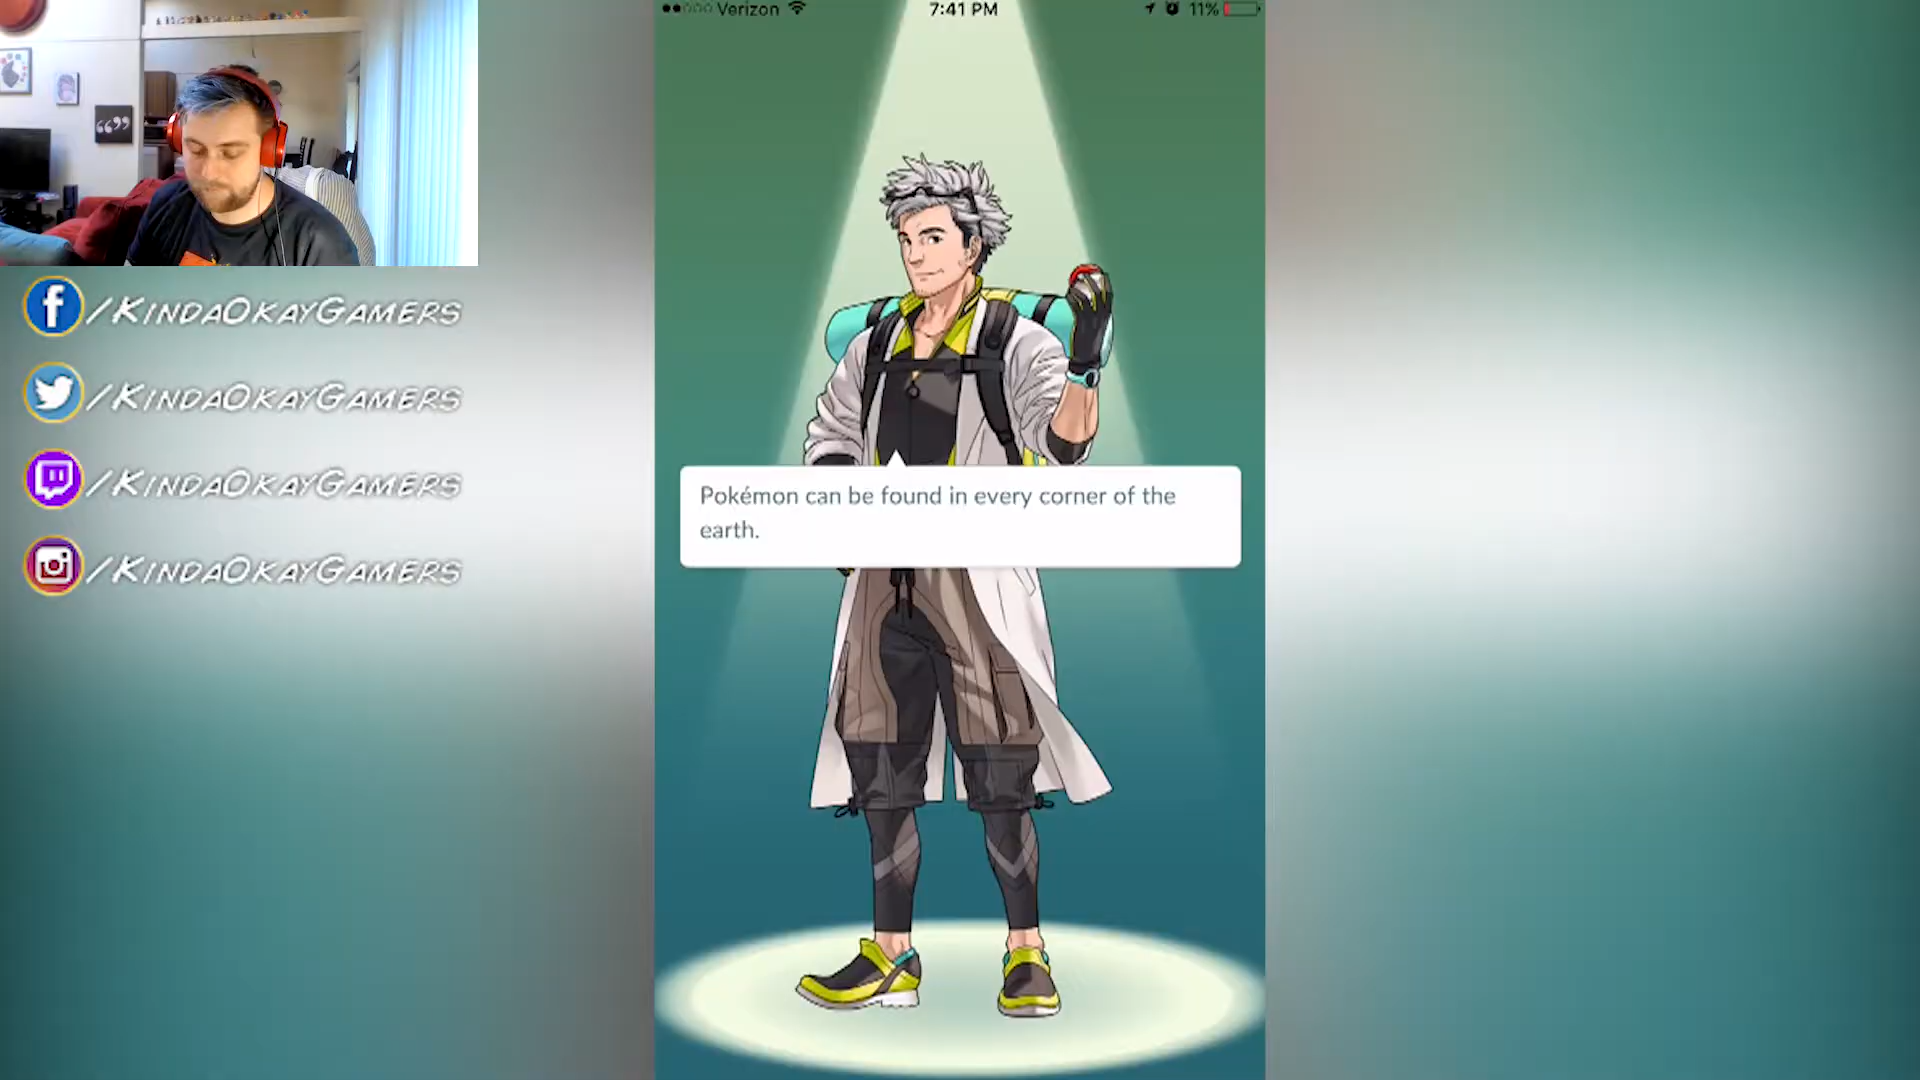 Verizon 7:41 PM 11%
“ ”
/KindaOkayGamers
/KindaOkayGamers
/KindaOkayGamers
/KindaOkayGamers
Pokémon can be found in every corner of the
earth.